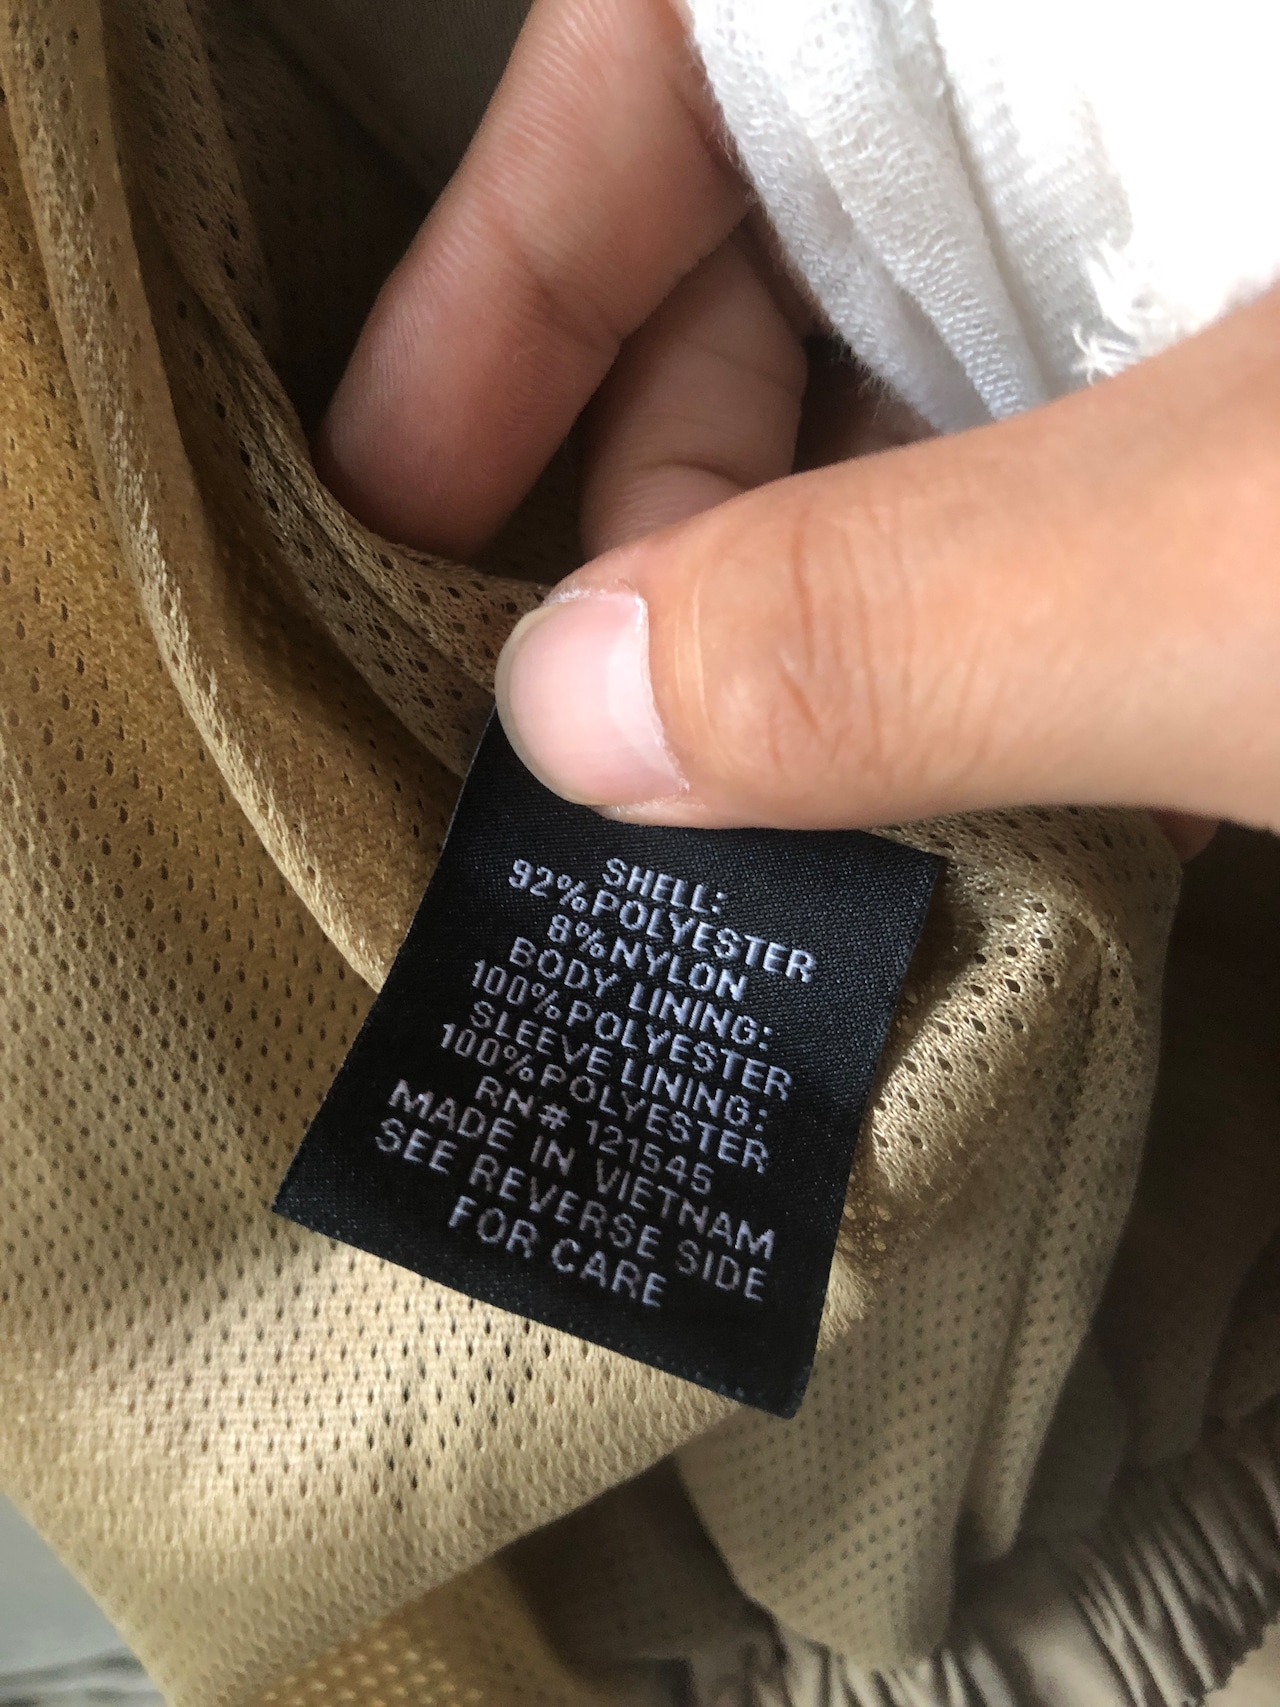 SHELL:
92%POLYESTER
8%NYLON
BODY LINING:
100%POLYESTER
SLEEVE LINING:
100%POLYESTER
RN# 121545
MADE IN VIETNAM
SEE REVERSE SIDE
FOR CARE